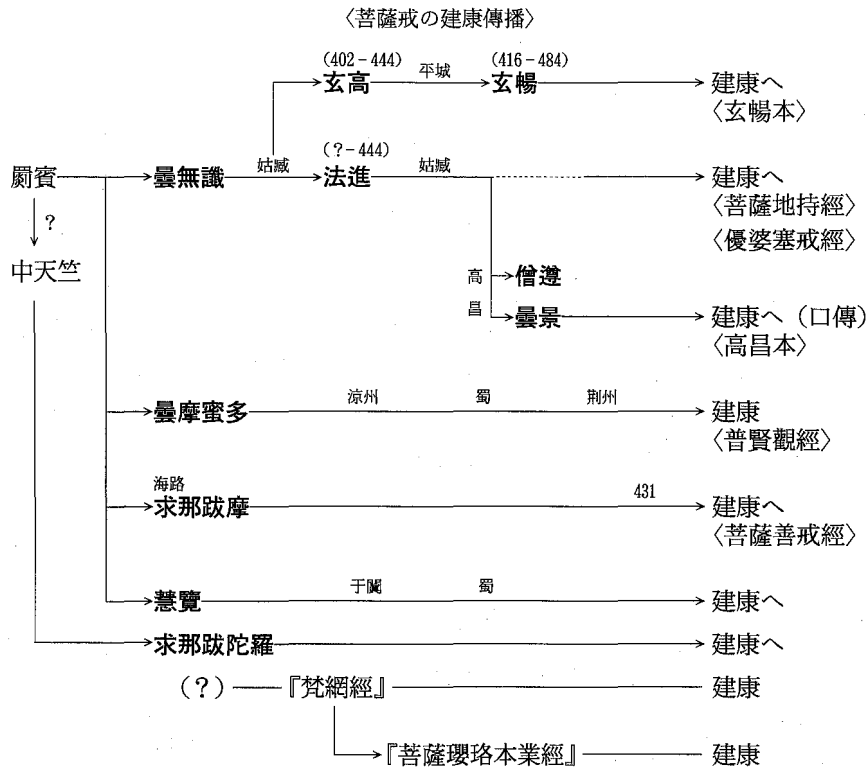 〈菩薩戒の建康傳播〉
(402－444) (416－484)
玄高 平城 玄暢 建康へ
〈玄暢本〉
(？－444)
罽賓 曇無讖 姑臧 法進 姑臧 建康へ
〈菩薩地持經〉
？
〈優婆塞戒經〉
中天竺
高昌
僧遵
曇景 建康へ（口傳）
〈高昌本〉
曇摩蜜多 涼州 蜀 荆州 建康
〈普賢觀經〉
海路
求那跋摩 431 建康へ
〈菩薩善戒經〉
慧覽 于闐 蜀 建康へ
求那跋陀羅 建康へ
（？） 『梵網經』 建康
『菩薩瓔珞本業經』 建康